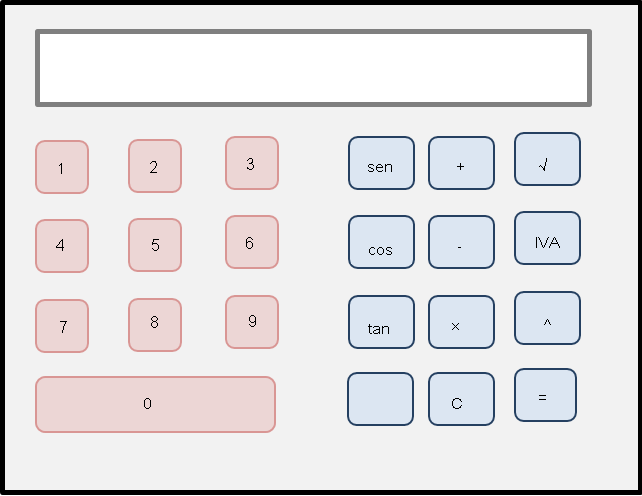 1 2 3 sen + √
4 5 6 cos - IVA
7 8 9 tan × ^
0 C =